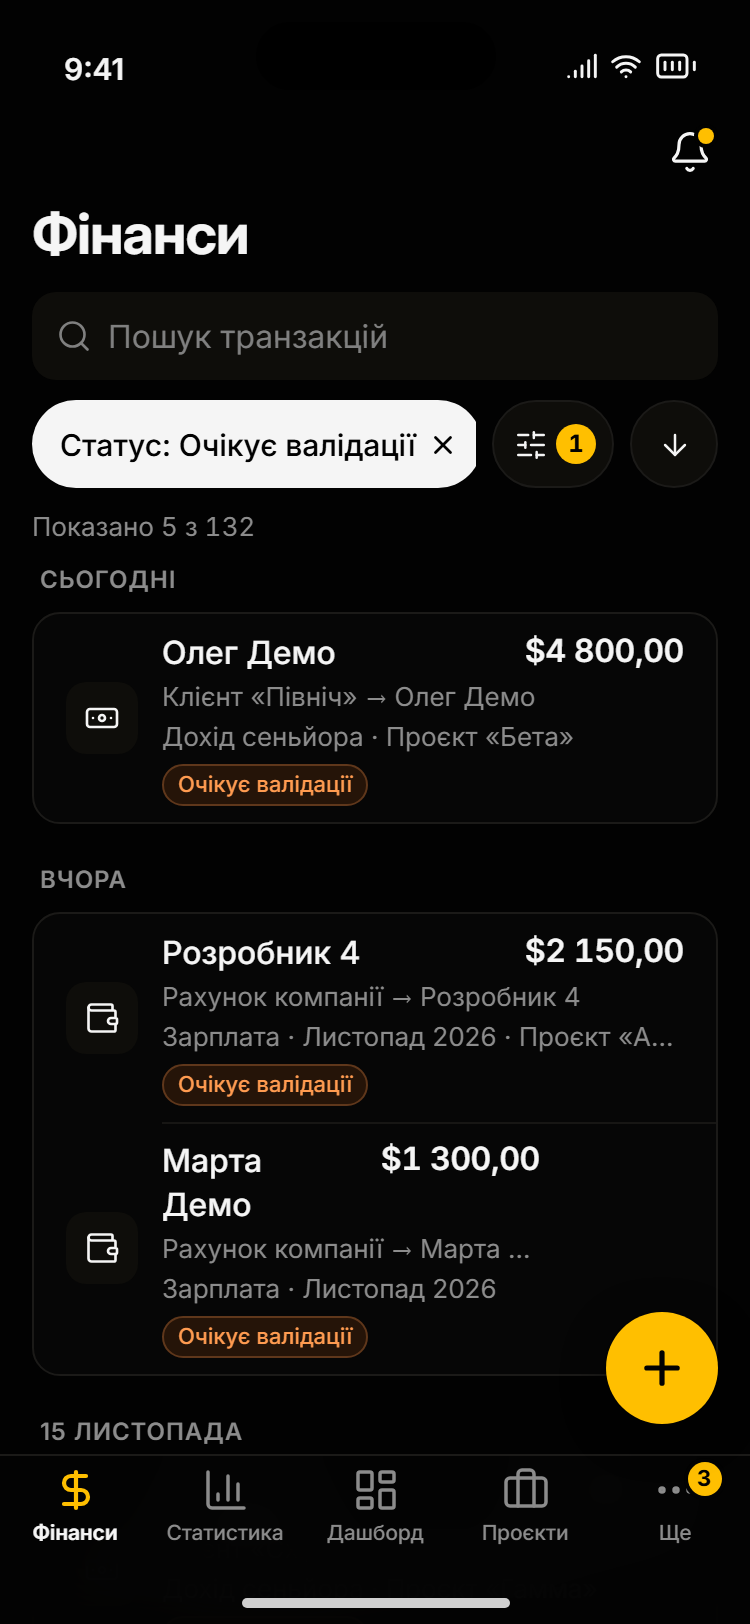 9:41
Фінанси
Пошук транзакцій
Статус: Очікує валідації
1
Показано 5 з 132
СЬОГОДНІ
Олег Демо $4 800,00
Клієнт «Північ» → Олег Демо
Дохід сеньйора · Проєкт «Бета»
Очікує валідації
ВЧОРА
Розробник 4 $2 150,00
Рахунок компанії → Розробник 4
Зарплата · Листопад 2026 · Проєкт «А...
Очікує валідації
Марта Демо $1 300,00
Рахунок компанії → Марта ...
Зарплата · Листопад 2026
Очікує валідації
15 ЛИСТОПАДА
3
Фінанси Статистика Дашборд Проєкти Ще